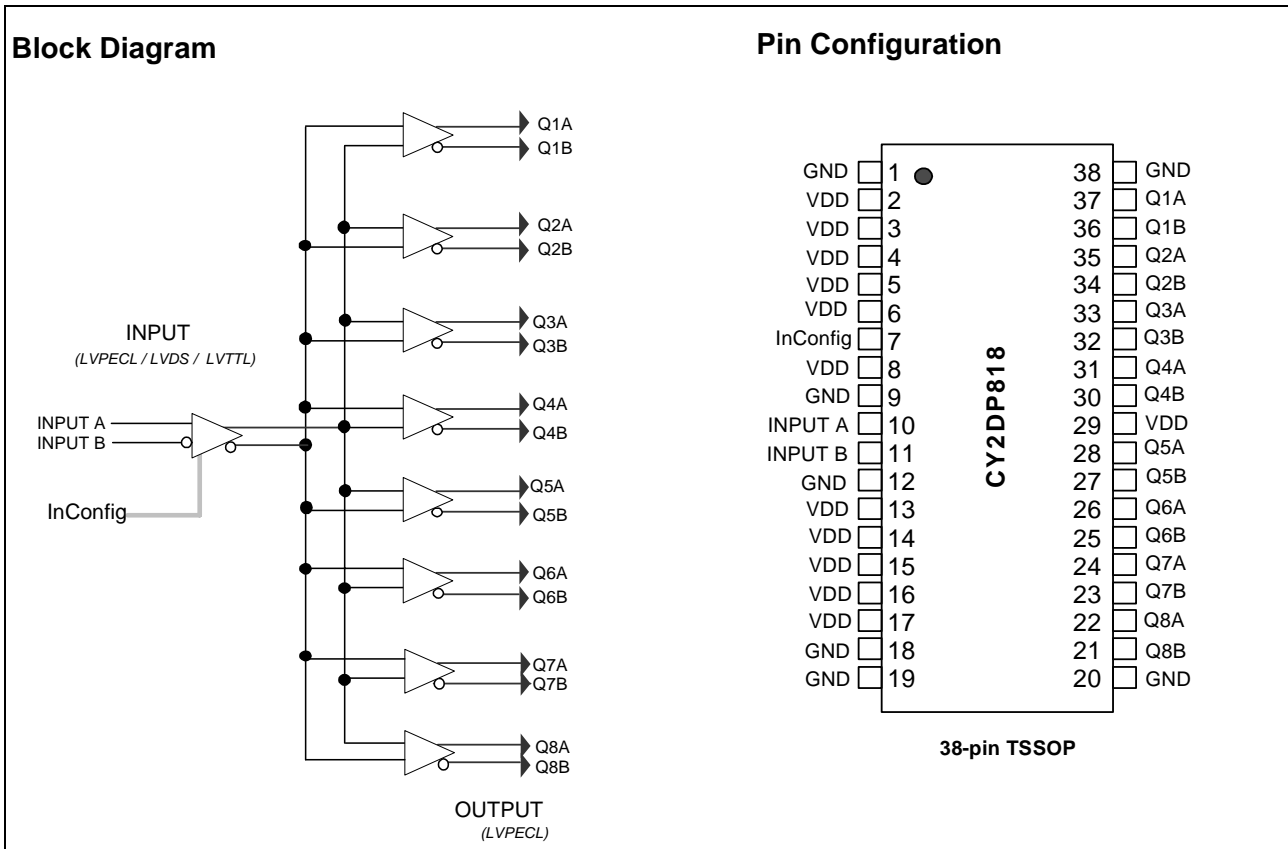 Block Diagram
Q1A
Q1B
Q2A
Q2B
Q3A
Q3B
INPUT
(LVPECL / LVDS / LVTTL)
Q4A
Q4B
INPUT A
INPUT B
InConfig
Q5A
Q5B
Q6A
Q6B
Q7A
Q7B
Q8A
Q8B
OUTPUT
(LVPECL)
Pin Configuration
GND 1 38 GND
VDD 2 37 Q1A
VDD 3 36 Q1B
VDD 4 35 Q2A
VDD 5 34 Q2B
VDD 6 33 Q3A
InConfig 7 32 Q3B
VDD 8 31 Q4A
GND 9 30 Q4B
INPUT A 10 29 VDD
INPUT B 11 28 Q5A
GND 12 27 Q5B
VDD 13 26 Q6A
VDD 14 25 Q6B
VDD 15 24 Q7A
VDD 16 23 Q7B
VDD 17 22 Q8A
GND 18 21 Q8B
GND 19 20 GND
CY2DP818
38-pin TSSOP